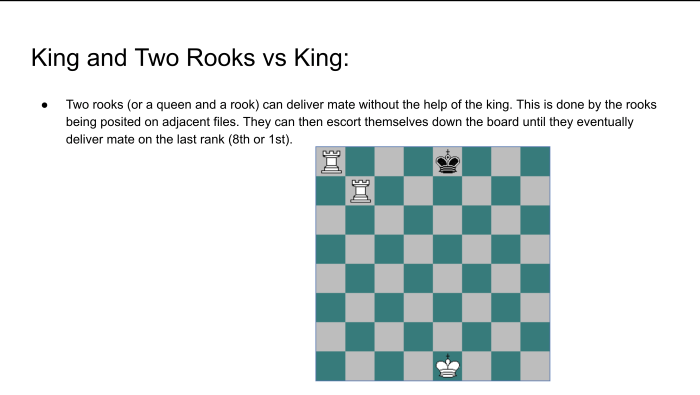 King and Two Rooks vs King:
● Two rooks (or a queen and a rook) can deliver mate without the help of the king. This is done by the rooks
being posited on adjacent files. They can then escort themselves down the board until they eventually
deliver mate on the last rank (8th or 1st).